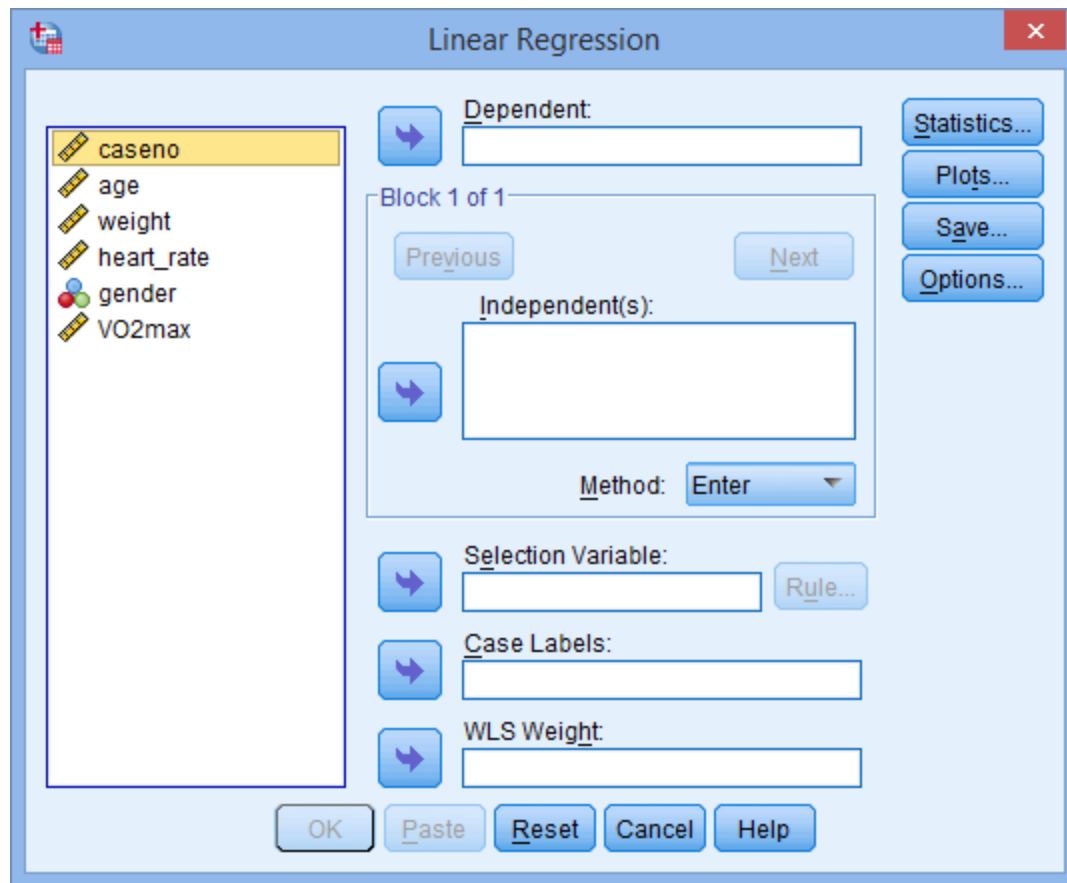 Linear Regression
caseno
age
weight
heart_rate
gender
VO2max
Dependent:
Block 1 of 1
Previous
Next
Independent(s):
Method:
Enter
Selection Variable:
Rule...
Case Labels:
WLS Weight:
Statistics...
Plots...
Save...
Options...
OK
Paste
Reset
Cancel
Help